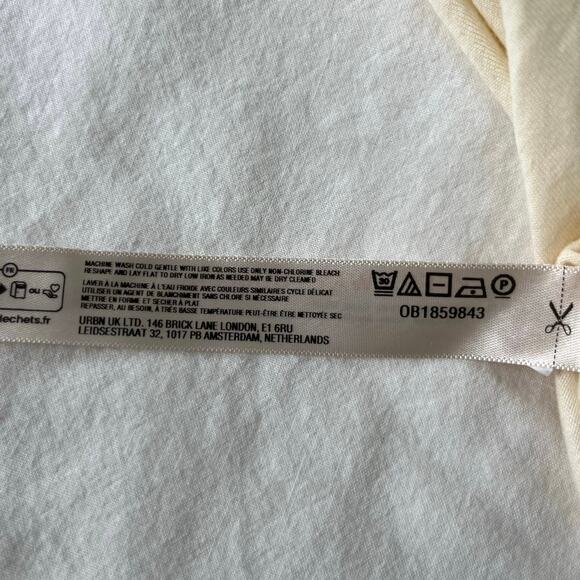 FR
OU
dechets.fr
MACHINE WASH COLD GENTLE WITH LIKE COLORS USE ONLY NON-CHLORINE BLEACH
RESHAPE AND LAY FLAT TO DRY LOW IRON AS NEEDED MAY BE DRY CLEANED
LAVER À LA MACHINE À L'EAU FROIDE AVEC COULEURS SIMILAIRES CYCLE DÉLICAT
UTILISER UN AGENT DE BLANCHIMENT SANS CHLORE SI NÉCESSAIRE
METTRE EN FORME ET SÉCHER À PLAT
REPASSER, AU BESOIN, À TRÈS BASSE TEMPÉRATURE PEUT-ÊTRE ÊTRE NETTOYÉE SEC
URBN UK LTD. 146 BRICK LANE LONDON, E1 6RU
LEIDSESTRAAT 32, 1017 PB AMSTERDAM, NETHERLANDS
30
P
OB1859843